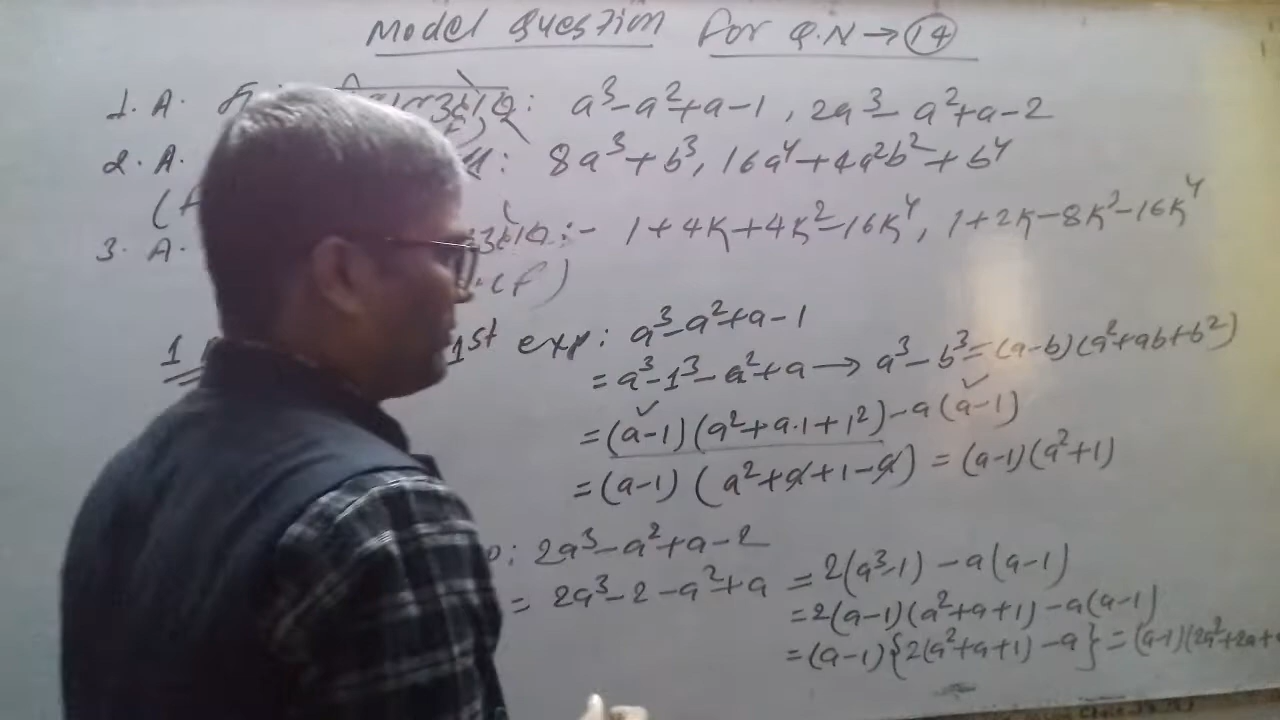 Model Question For Q.N → 14
1. A. a³-a²+a-1, 2a³-a²+a-2
2. A. 8a³+b³, 16a⁴+4a²b²+b⁴
3. A. :- 1+4K+4K²-16K⁴, 1+2K-8K³-16K⁴
1 1st exp: a³-a²+a-1
= a³-1³-a²+a → a³-b³=(a-b)(a²+ab+b²)
=(a-1)(a²+a.1+1²)-a(a-1)
=(a-1)(a²+a+1-a) = (a-1)(a²+1)
: 2a³-a²+a-2
= 2a³-2-a²+a = 2(a³-1)-a(a-1)
=2(a-1)(a²+a+1)-a(a-1)
=(a-1){2(a²+a+1)-a} = (a-1)(2a²+2a+